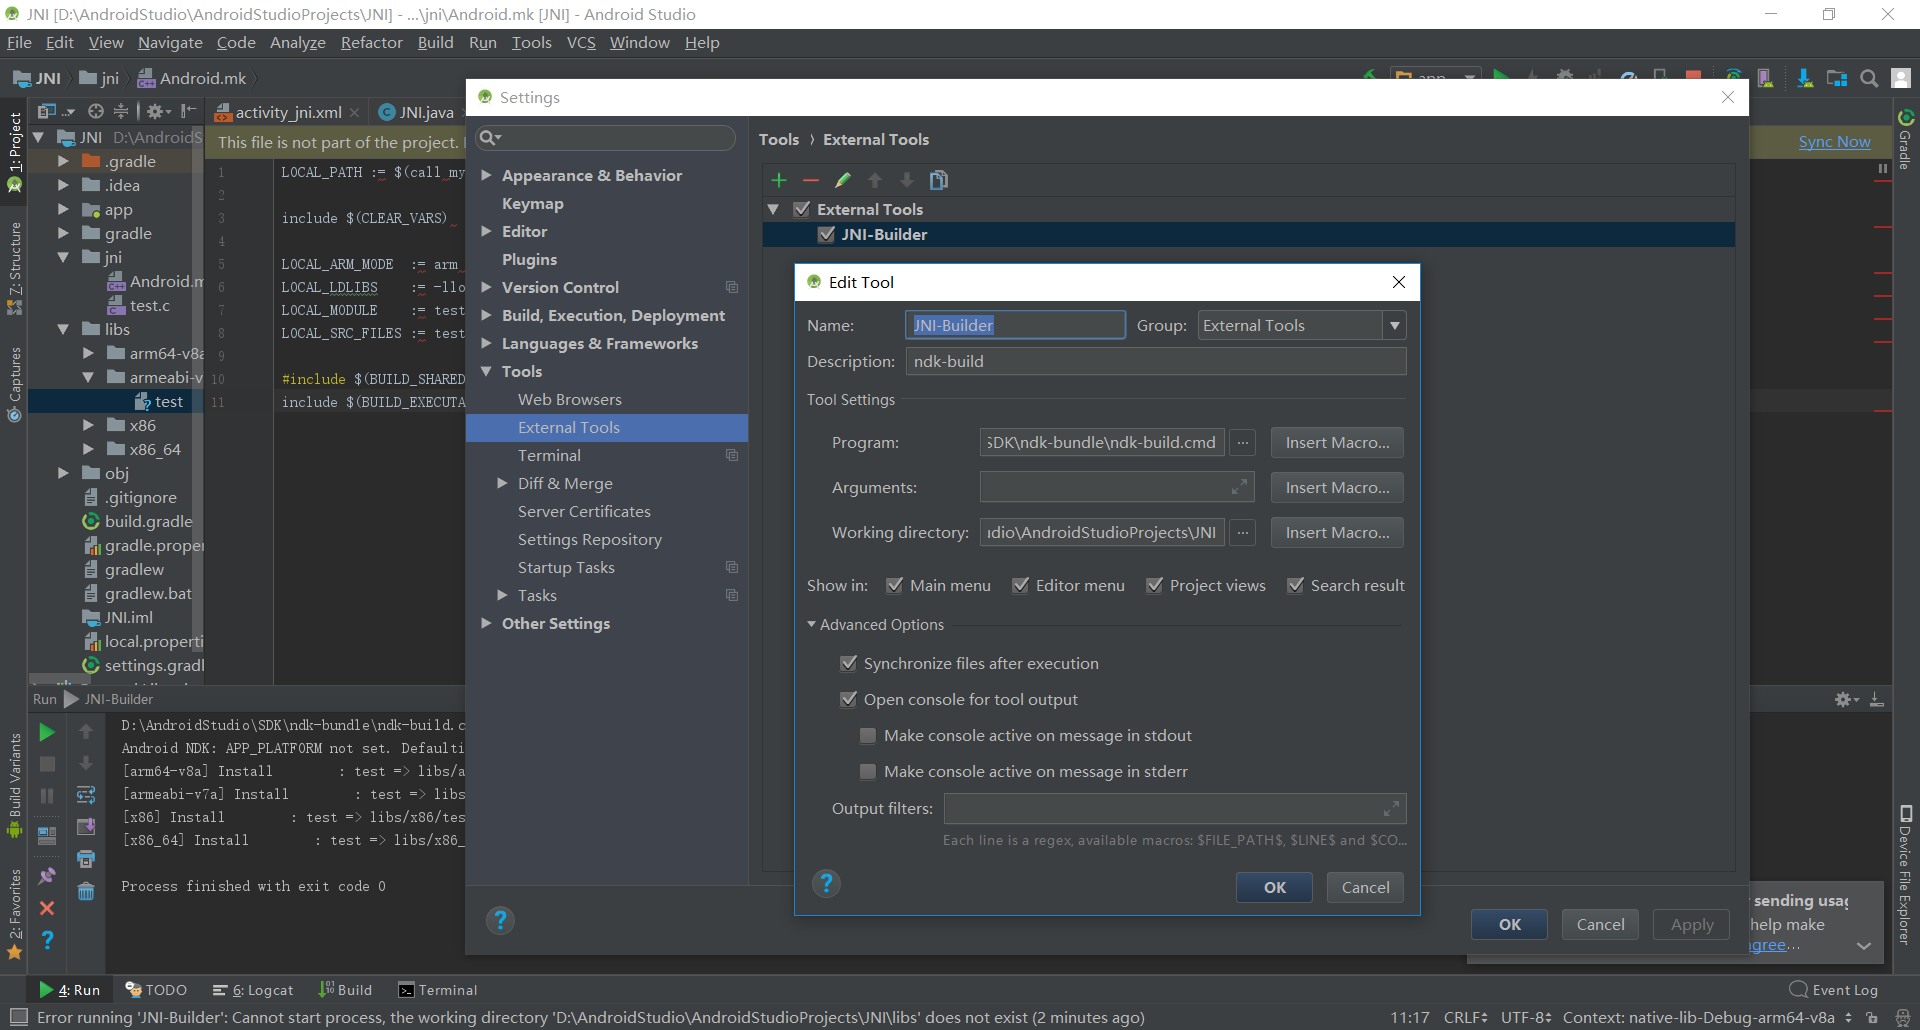 JNI [D:\AndroidStudio\AndroidStudioProjects\JNI] - ...\jni\Android.mk [JNI] - Android Studio
File Edit View Navigate Code Analyze Refactor Build Run Tools VCS Window Help
JNI jni Android.mk
activity_jni.xml JNI.java
This file is not part of the project.
Sync Now
1: Project
Z: Structure
Captures
Build Variants
2: Favorites
Gradle
Device File Explorer
JNI D:\AndroidS
.gradle
.idea
app
gradle
jni
Android.m
test.c
libs
arm64-v8a
armeabi-v
test
x86
x86_64
obj
.gitignore
build.gradle
gradle.proper
gradlew
gradlew.bat
JNI.iml
local.properti
settings.gradl
1 LOCAL_PATH := $(call my
2
3 include $(CLEAR_VARS)
4
5 LOCAL_ARM_MODE := arm
6 LOCAL_LDLIBS := -llo
7 LOCAL_MODULE := test
8 LOCAL_SRC_FILES := test
9
10 #include $(BUILD_SHARED
11 include $(BUILD_EXECUTA
Settings
Appearance & Behavior
Keymap
Editor
Plugins
Version Control
Build, Execution, Deployment
Languages & Frameworks
Tools
Web Browsers
External Tools
Terminal
Diff & Merge
Server Certificates
Settings Repository
Startup Tasks
Tasks
Other Settings
Tools › External Tools
External Tools
JNI-Builder
Edit Tool
Name: JNI-Builder Group: External Tools
Description: ndk-build
Tool Settings
Program: SDK\ndk-bundle\ndk-build.cmd ... Insert Macro...
Arguments: Insert Macro...
Working directory: udio\AndroidStudioProjects\JNI ... Insert Macro...
Show in: Main menu Editor menu Project views Search result
Advanced Options
Synchronize files after execution
Open console for tool output
Make console active on message in stdout
Make console active on message in stderr
Output filters:
Each line is a regex, available macros: $FILE_PATH$, $LINE$ and $CO...
? OK Cancel
? OK Cancel Apply
sending usag
help make
agree...
Run JNI-Builder
D:\AndroidStudio\SDK\ndk-bundle\ndk-build.c
Android NDK: APP_PLATFORM not set. Defaulti
[arm64-v8a] Install : test => libs/a
[armeabi-v7a] Install : test => libs
[x86] Install : test => libs/x86/tes
[x86_64] Install : test => libs/x86_
Process finished with exit code 0
4: Run TODO 6: Logcat Build Terminal Event Log
Error running 'JNI-Builder': Cannot start process, the working directory 'D:\AndroidStudio\AndroidStudioProjects\JNI\libs' does not exist (2 minutes ago) 11:17 CRLF UTF-8 Context: native-lib-Debug-arm64-v8a